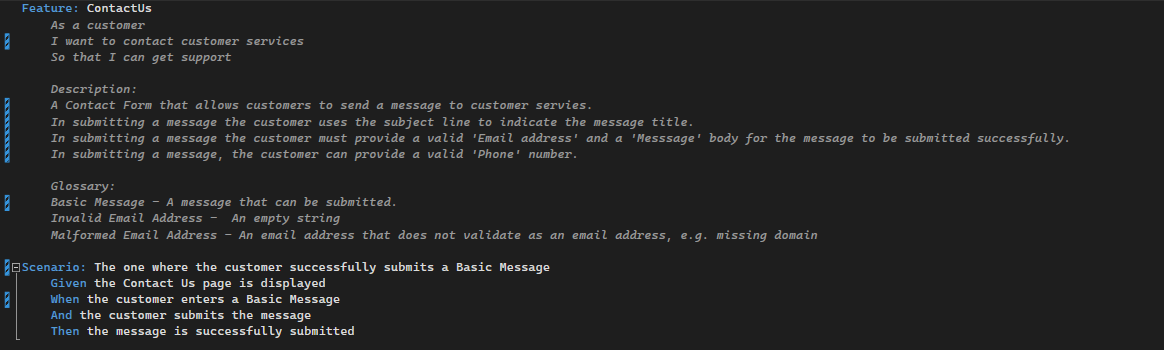 Feature: ContactUs
As a customer
I want to contact customer services
So that I can get support
Description:
A Contact Form that allows customers to send a message to customer servies.
In submitting a message the customer uses the subject line to indicate the message title.
In submitting a message the customer must provide a valid 'Email address' and a 'Messsage' body for the message to be submitted successfully.
In submitting a message, the customer can provide a valid 'Phone' number.
Glossary:
Basic Message - A message that can be submitted.
Invalid Email Address -  An empty string
Malformed Email Address - An email address that does not validate as an email address, e.g. missing domain
Scenario: The one where the customer successfully submits a Basic Message
Given the Contact Us page is displayed
When the customer enters a Basic Message
And the customer submits the message
Then the message is successfully submitted